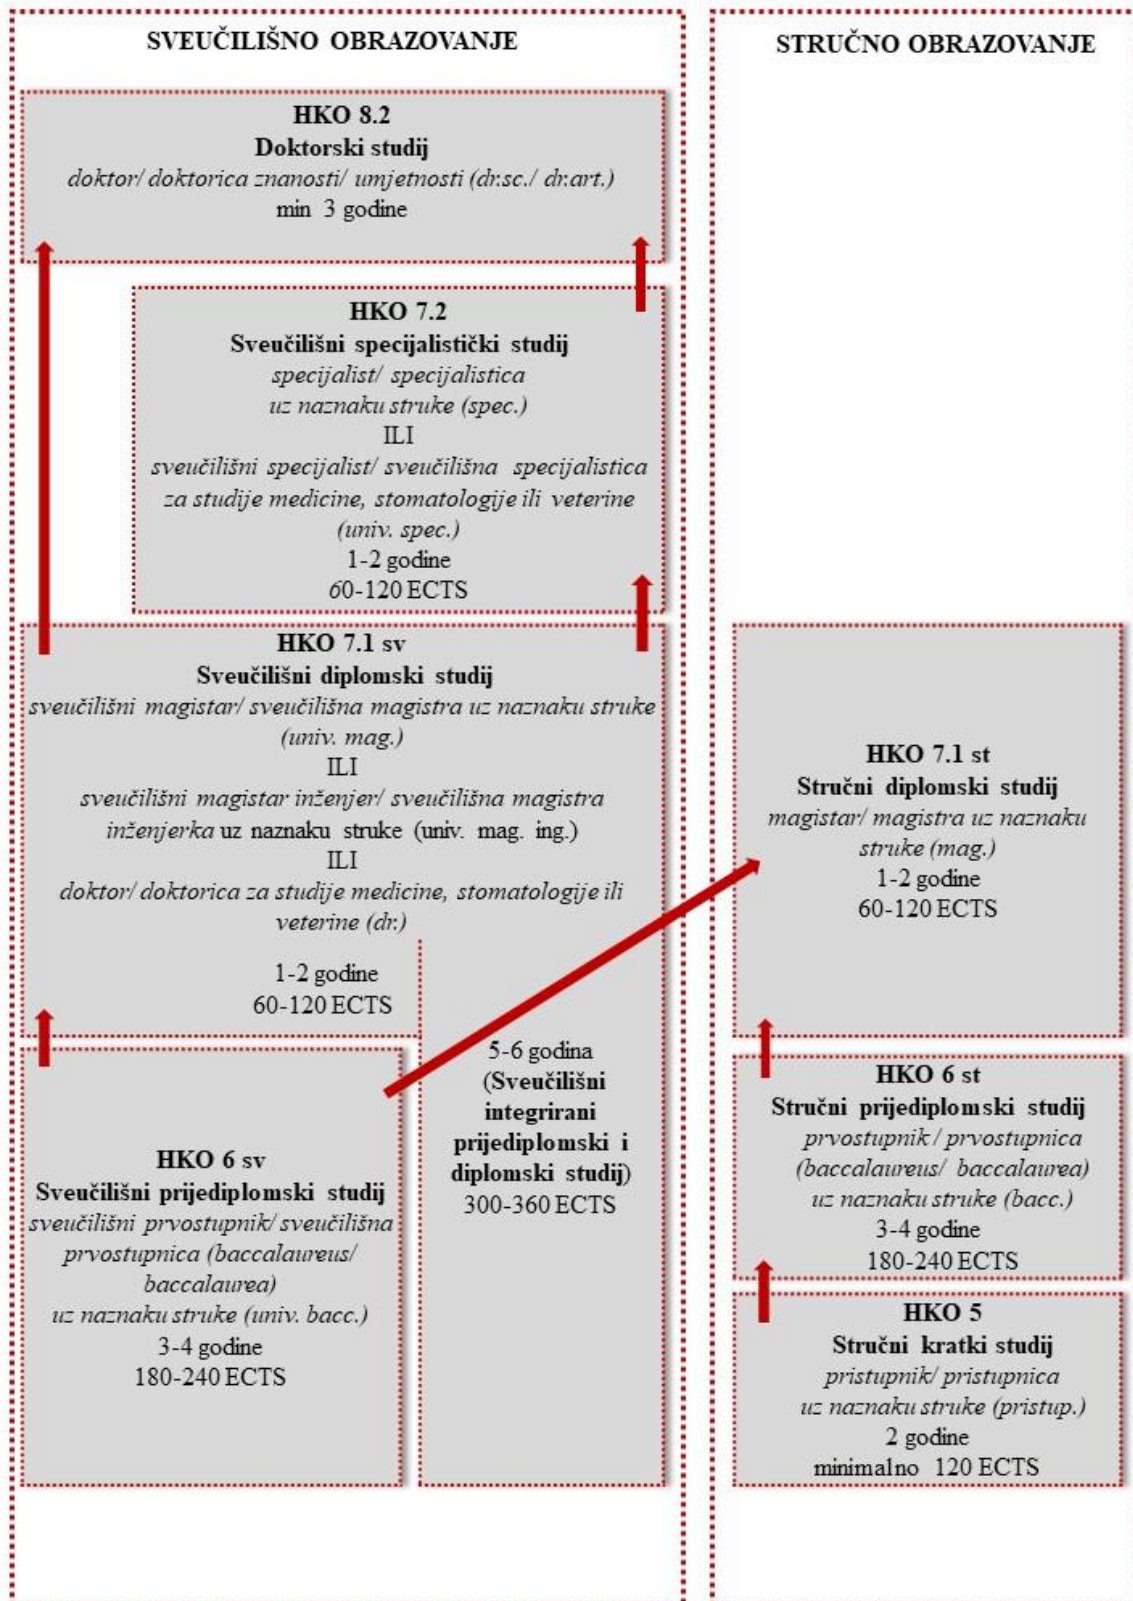 SVEUČILIŠNO OBRAZOVANJE
HKO 8.2
Doktorski studij
doktor/ doktorica znanosti/ umjetnosti (dr.sc./ dr.art.)
min 3 godine
HKO 7.2
Sveučilišni specijalistički studij
specijalist/ specijalistica
uz naznaku struke (spec.)
ILI
sveučilišni specijalist/ sveučilišna specijalistica
za studije medicine, stomatologije ili veterine
(univ. spec.)
1-2 godine
60-120 ECTS
HKO 7.1 sv
Sveučilišni diplomski studij
sveučilišni magistar/ sveučilišna magistra uz naznaku struke
(univ. mag.)
ILI
sveučilišni magistar inženjer/ sveučilišna magistra
inženjerka uz naznaku struke (univ. mag. ing.)
ILI
doktor/ doktorica za studije medicine, stomatologije ili
veterine (dr.)
1-2 godine
60-120 ECTS
5-6 godina
(Sveučilišni
integrirani
prijediplomski i
diplomski studij)
300-360 ECTS
HKO 6 sv
Sveučilišni prijediplomski studij
sveučilišni prvostupnik/ sveučilišna
prvostupnica (baccalaureus/
baccalaurea)
uz naznaku struke (univ. bacc.)
3-4 godine
180-240 ECTS
STRUČNO OBRAZOVANJE
HKO 7.1 st
Stručni diplomski studij
magistar/ magistra uz naznaku
struke (mag.)
1-2 godine
60-120 ECTS
HKO 6 st
Stručni prijediplomski studij
prvostupnik / prvostupnica
(baccalaureus/ baccalaurea)
uz naznaku struke (bacc.)
3-4 godine
180-240 ECTS
HKO 5
Stručni kratki studij
pristupnik/ pristupnica
uz naznaku struke (pristup.)
2 godine
minimalno 120 ECTS